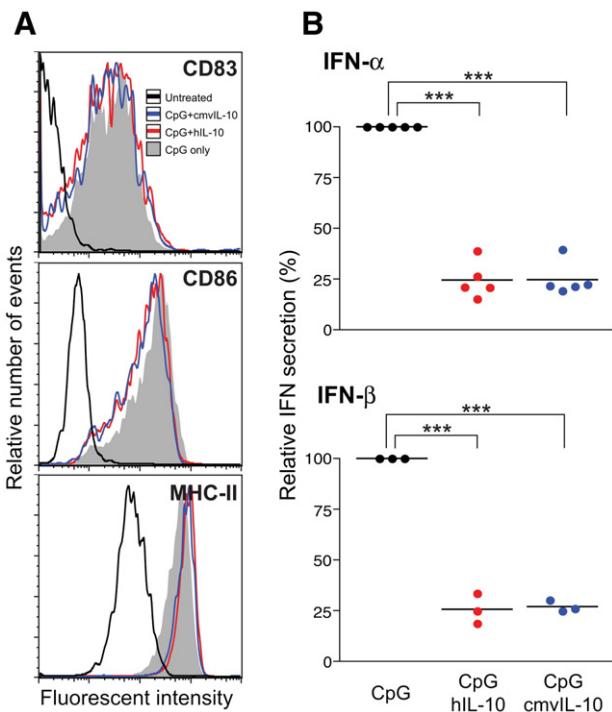 A
CD83
Untreated
CpG+cmvIL-10
CpG+hIL-10
CpG only
CD86
MHC-II
Relative number of events
Fluorescent intensity
B
IFN-α
***
***
100
75
50
25
0
IFN-β
***
***
100
75
50
25
0
Relative IFN secretion (%)
CpG
CpG
hIL-10
CpG
cmvIL-10